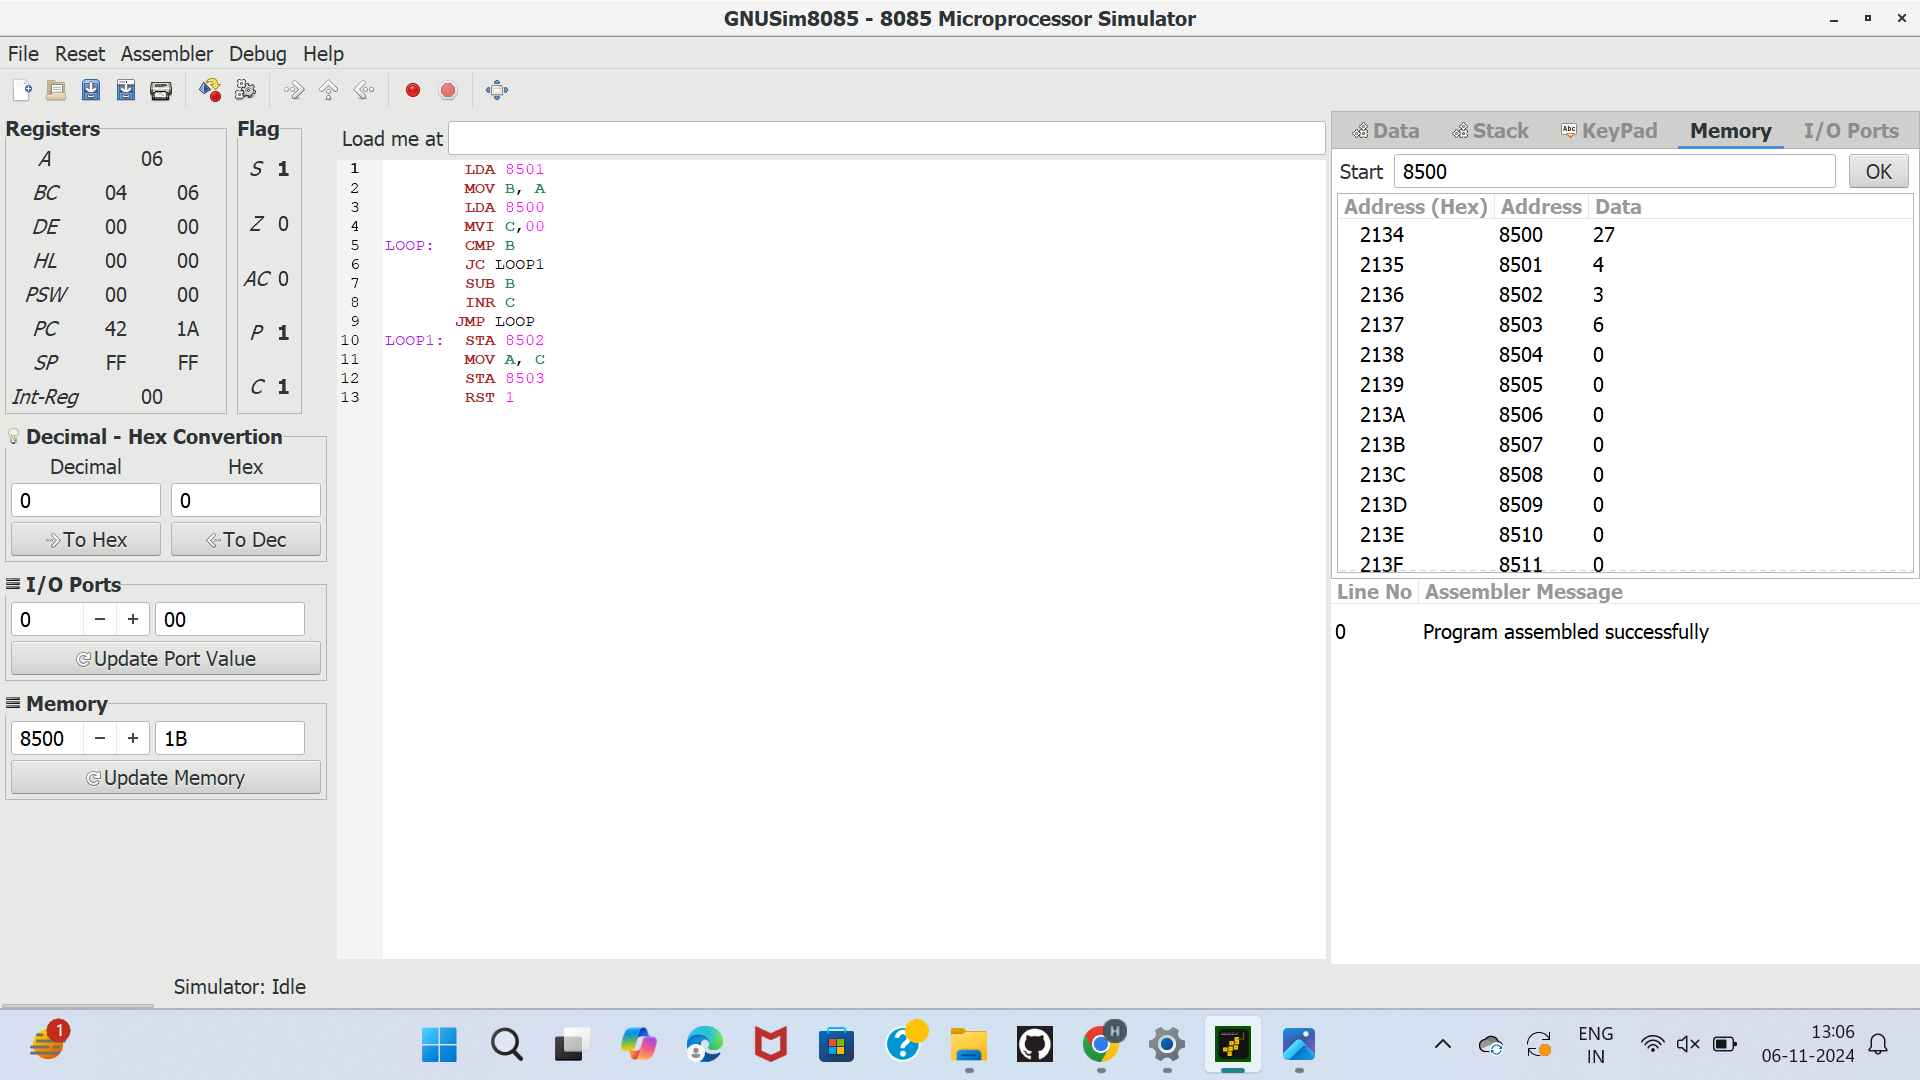 GNUSim8085 - 8085 Microprocessor Simulator
File Reset Assembler Debug Help
Registers
A 06
BC 04 06
DE 00 00
HL 00 00
PSW 00 00
PC 42 1A
SP FF FF
Int-Reg 00
Flag
S 1
Z 0
AC 0
P 1
C 1
Decimal - Hex Convertion
Decimal Hex
0 0
To Hex To Dec
I/O Ports
0 − + 00
Update Port Value
Memory
8500 − + 1B
Update Memory
Load me at
1 LDA 8501
2 MOV B, A
3 LDA 8500
4 MVI C,00
5 LOOP: CMP B
6 JC LOOP1
7 SUB B
8 INR C
9 JMP LOOP
10 LOOP1: STA 8502
11 MOV A, C
12 STA 8503
13 RST 1
Data Stack Abc KeyPad Memory I/O Ports
Start 8500 OK
Address (Hex) Address Data
2134 8500 27
2135 8501 4
2136 8502 3
2137 8503 6
2138 8504 0
2139 8505 0
213A 8506 0
213B 8507 0
213C 8508 0
213D 8509 0
213E 8510 0
213F 8511 0
Line No Assembler Message
0 Program assembled successfully
Simulator: Idle
1
H
ENG
IN
13:06
06-11-2024